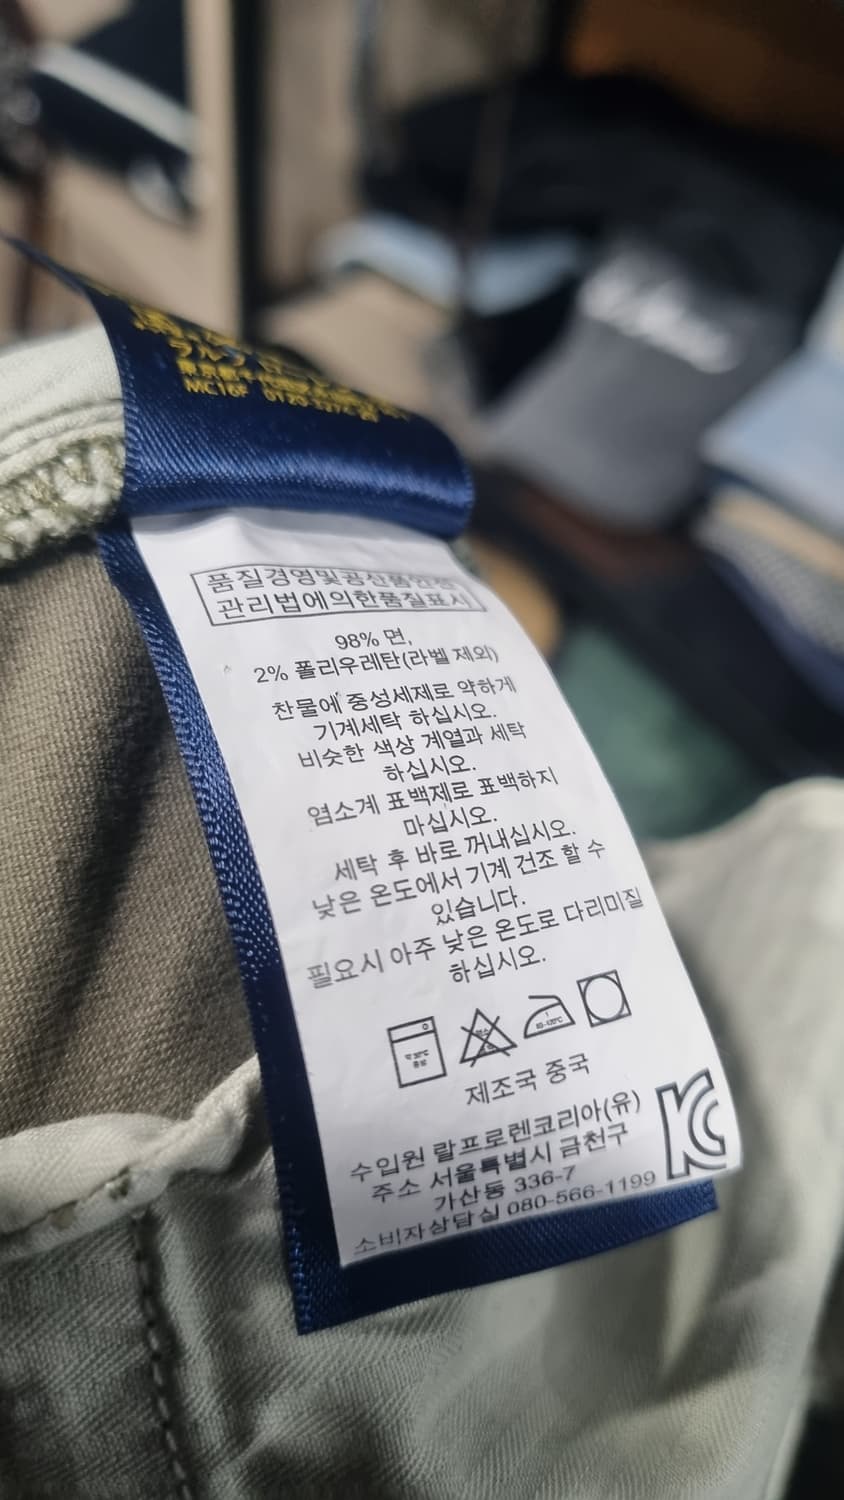 ラルフ
MC16F 0120-3274-20
품질경영및공산품안전
관리법에의한품질표시
98% 면,
2% 폴리우레탄(라벨 제외)
찬물에 중성세제로 약하게
기계세탁 하십시오.
비슷한 색상 계열과 세탁
하십시오.
염소계 표백제로 표백하지
마십시오.
세탁 후 바로 꺼내십시오.
낮은 온도에서 기계 건조 할 수
있습니다.
필요시 아주 낮은 온도로 다리미질
하십시오.
제조국 중국
수입원 랄프로렌코리아(유)
주소 서울특별시 금천구
가산동 336-7
소비자상담실 080-566-1199